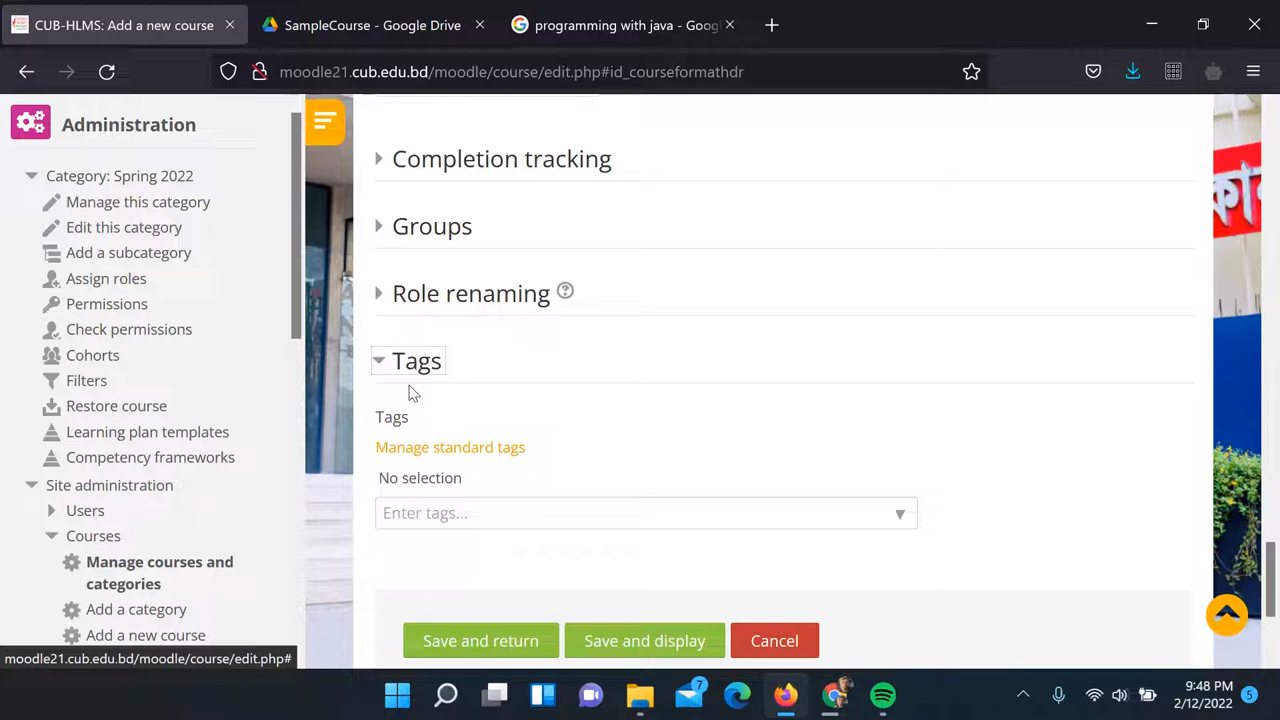 CUB-HLMS: Add a new course
SampleCourse - Google Drive
programming with java - Goog
moodle21.cub.edu.bd/moodle/course/edit.php#id_courseformathdr
Administration
Category: Spring 2022
Manage this category
Edit this category
Add a subcategory
Assign roles
Permissions
Check permissions
Cohorts
Filters
Restore course
Learning plan templates
Competency frameworks
Site administration
Users
Courses
Manage courses and
categories
Add a category
Add a new course
moodle21.cub.edu.bd/moodle/course/edit.php#
Completion tracking
Groups
Role renaming
Tags
Tags
Manage standard tags
No selection
Enter tags...
Save and return
Save and display
Cancel
7
9:48 PM
2/12/2022
5